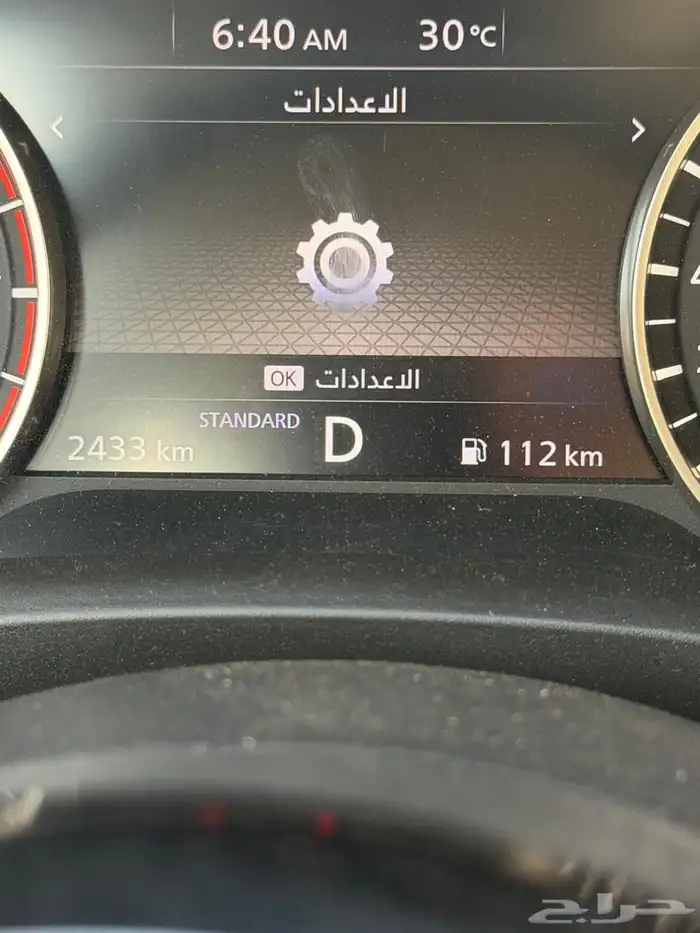 6:40 AM 30°C
الاعدادات
OK الاعدادات
STANDARD D
2433 km 112 km
حراج